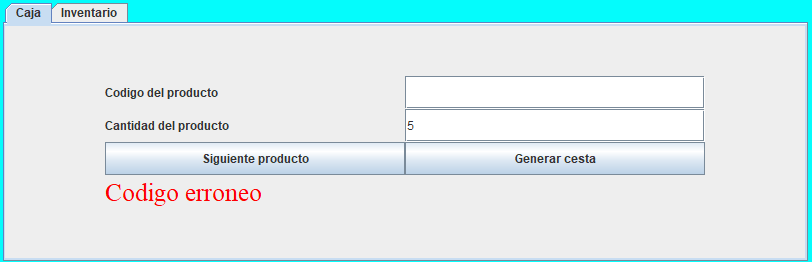 Caja Inventario
Codigo del producto
Cantidad del producto 5
Siguiente producto Generar cesta
Codigo erroneo